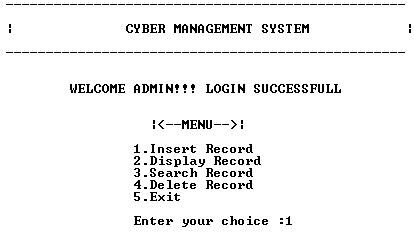 --------------------------------------------------
¦ CYBER MANAGEMENT SYSTEM ¦
--------------------------------------------------
WELCOME ADMIN!!! LOGIN SUCCESSFULL
¦<--MENU-->¦
1.Insert Record
2.Display Record
3.Search Record
4.Delete Record
5.Exit
Enter your choice :1